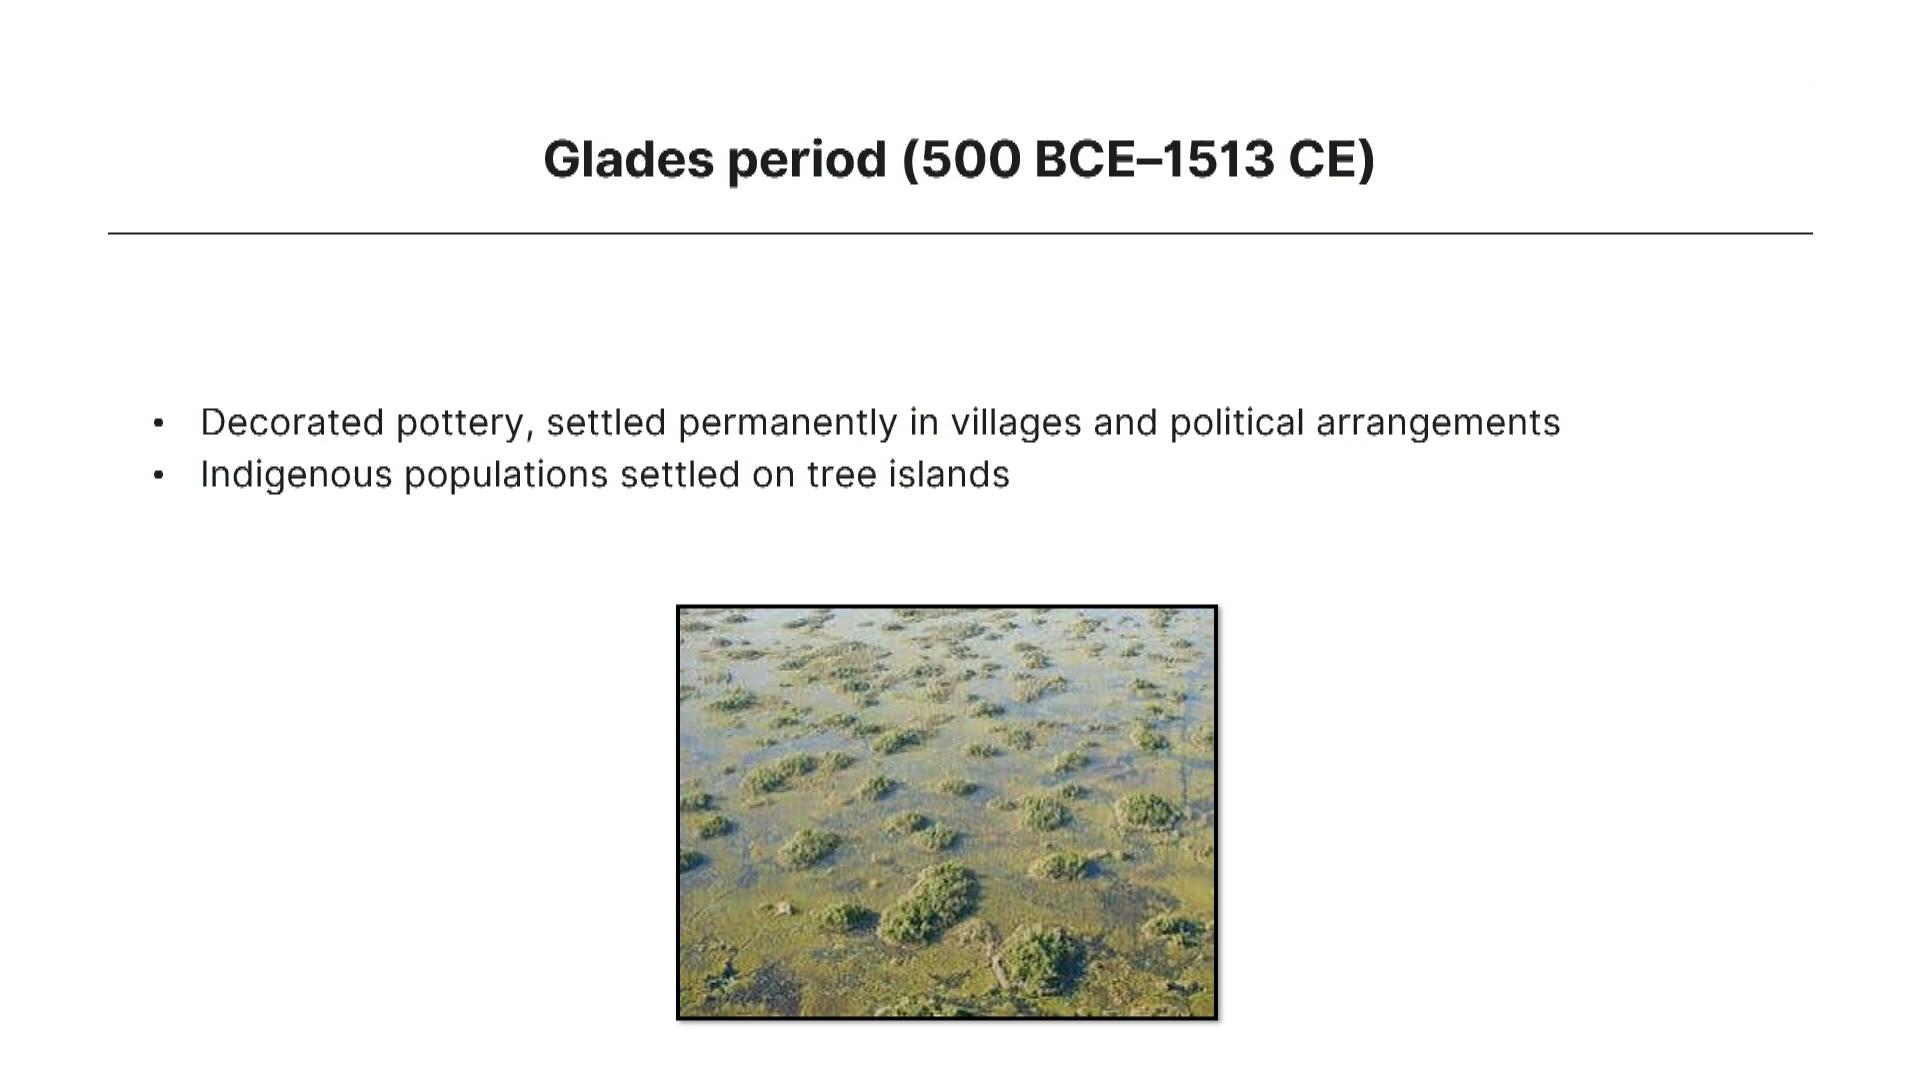 Glades period (500 BCE–1513 CE)
• Decorated pottery, settled permanently in villages and political arrangements
• Indigenous populations settled on tree islands